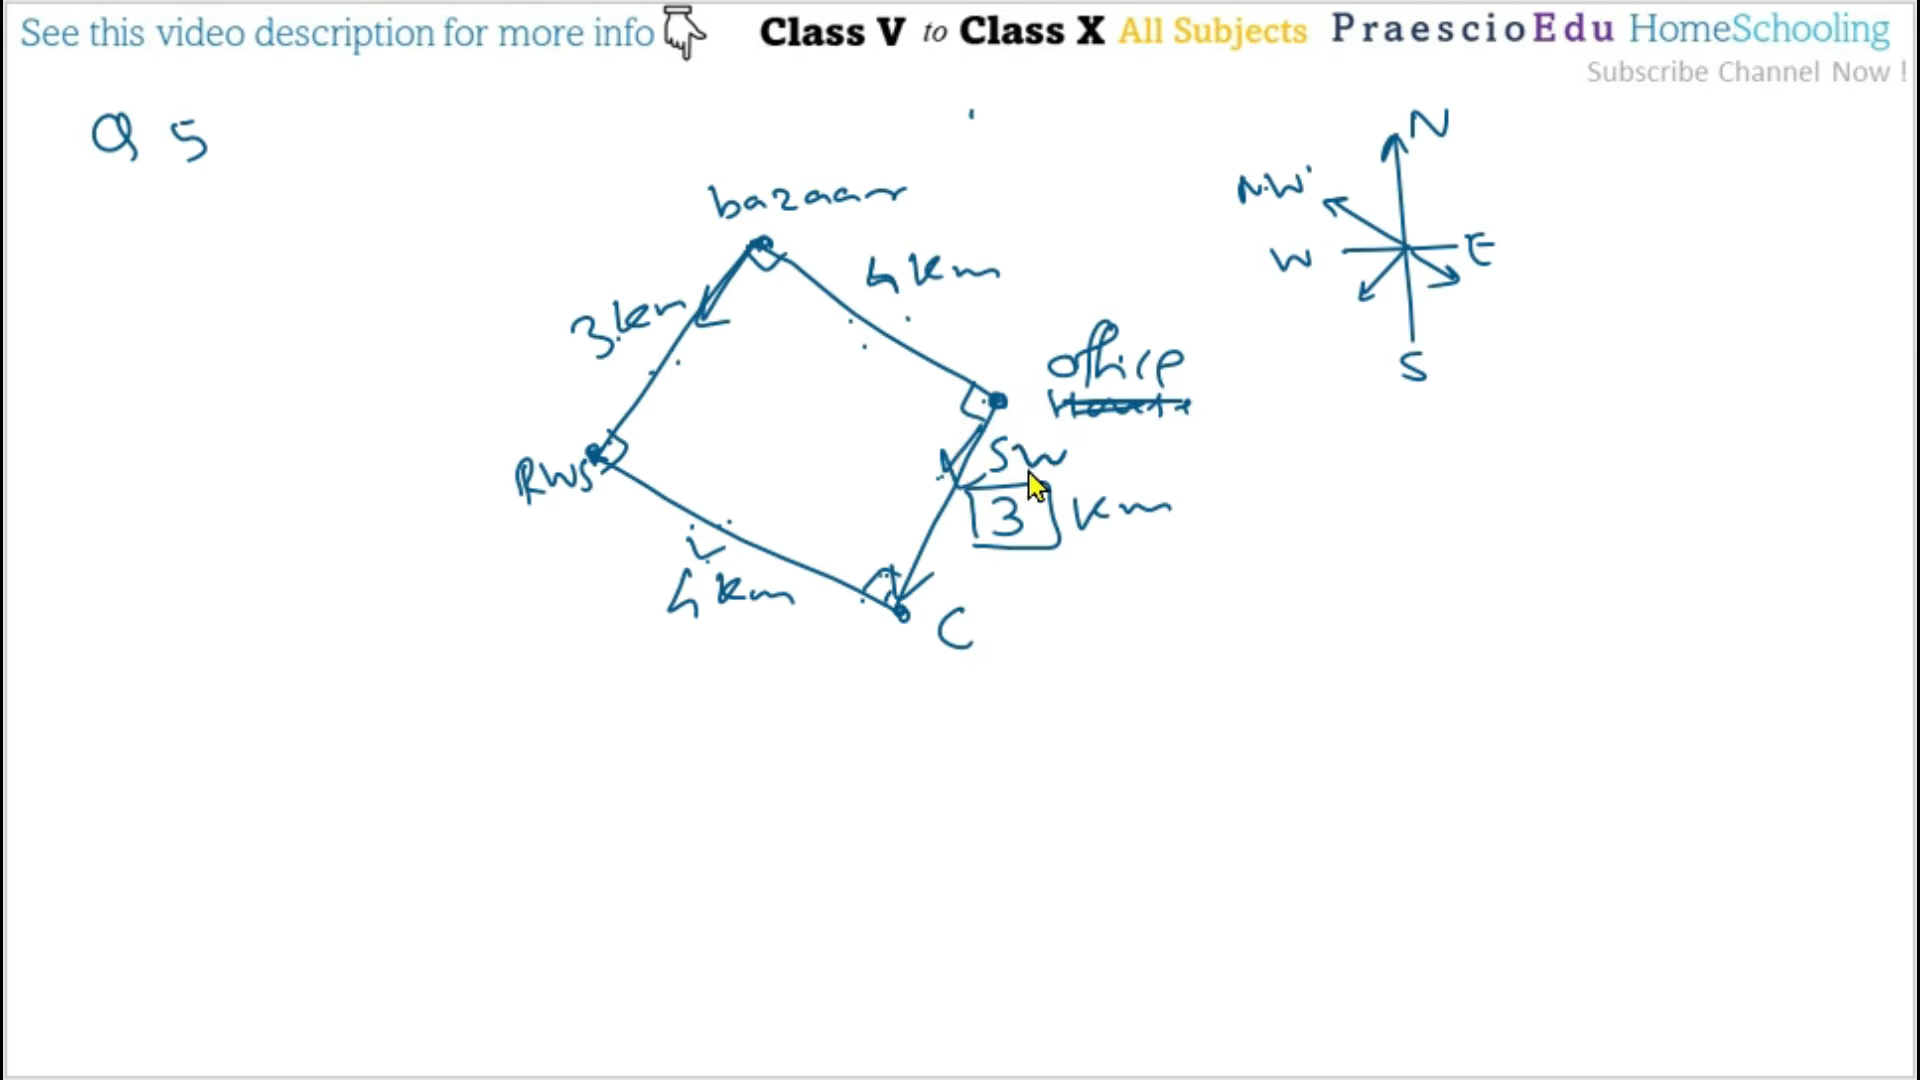 See this video description for more info Class V to Class X All Subjects PraescioEdu HomeSchooling
Subscribe Channel Now !
Q 5
N
N.W
W
E
S
bazaar
4 km
3 km
office
SW
RWS
3 km
4 km
C